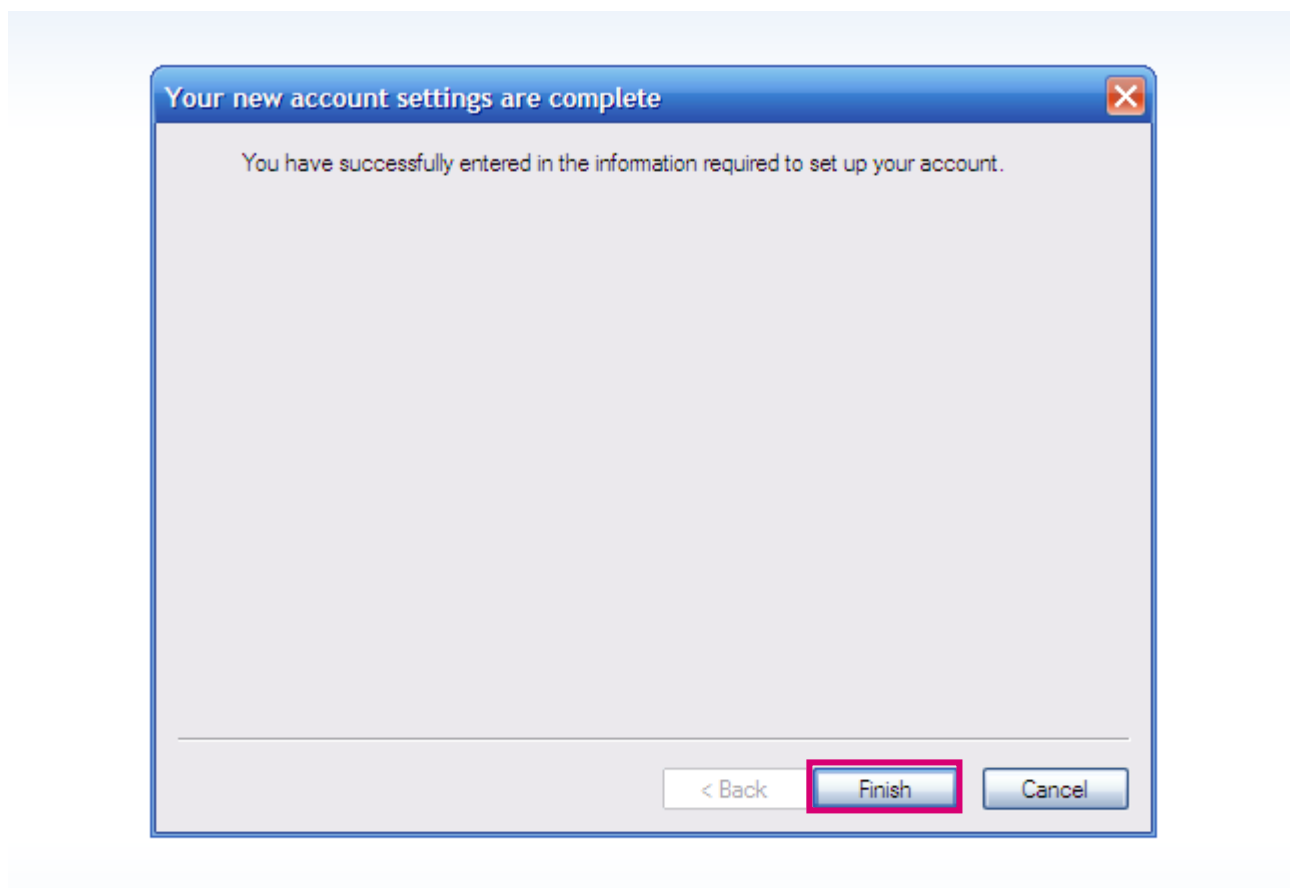 Your new account settings are complete
You have successfully entered in the information required to set up your account.
< Back Finish Cancel